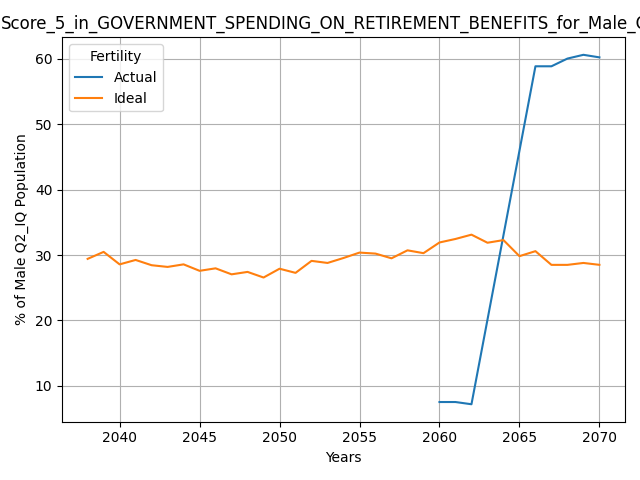 Score_5_in_GOVERNMENT_SPENDING_ON_RETIREMENT_BENEFITS_for_Male_
Fertility
Actual
Ideal
60
50
40
30
20
10
% of Male Q2_IQ Population
2040 2045 2050 2055 2060 2065 2070
Years